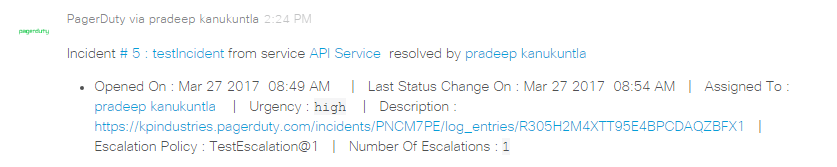 PagerDuty via pradeep kanukuntla 2:24 PM
pagerduty
Incident # 5 : testIncident from service API Service resolved by pradeep kanukuntla
• Opened On : Mar 27 2017 08:49 AM | Last Status Change On : Mar 27 2017 08:54 AM | Assigned To :
pradeep kanukuntla | Urgency : high | Description :
https://kpindustries.pagerduty.com/incidents/PNCM7PE/log_entries/R305H2M4XTT95E4BPCDAQZBFX1 |
Escalation Policy : TestEscalation@1 | Number Of Escalations : 1